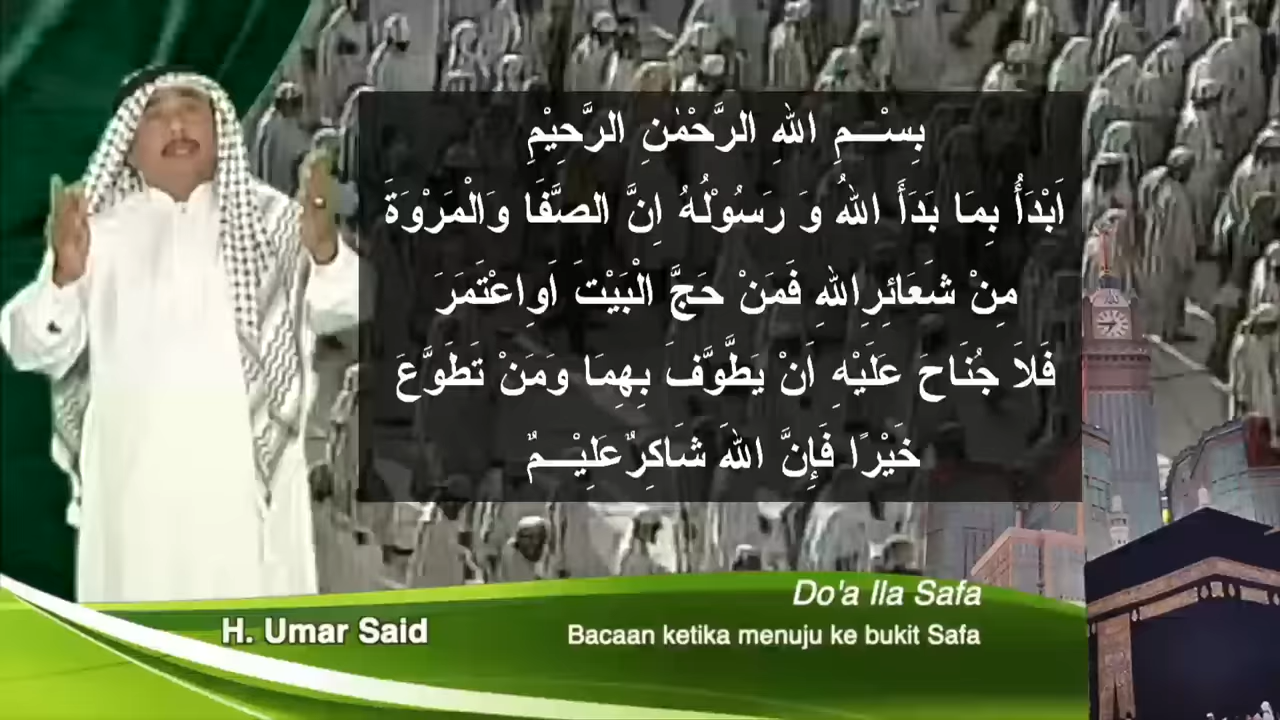 بِسْــمِ اللهِ الرَّحْمٰنِ الرَّحِيْمِ
اَبْدَأُ بِمَا بَدَأَ اللهُ وَ رَسُوْلُهُ اِنَّ الصَّفَا وَالْمَرْوَةَ
مِنْ شَعَائِرِاللهِ فَمَنْ حَجَّ الْبَيْتَ اَوِاعْتَمَرَ
فَلاَ جُنَاحَ عَلَيْهِ اَنْ يَطَّوَّفَ بِهِمَا وَمَنْ تَطَوَّعَ
خَيْرًا فَإِنَّ اللهَ شَاكِرٌ عَلِيْــمٌ
Do'a Ila Safa
H. Umar Said
Bacaan ketika menuju ke bukit Safa